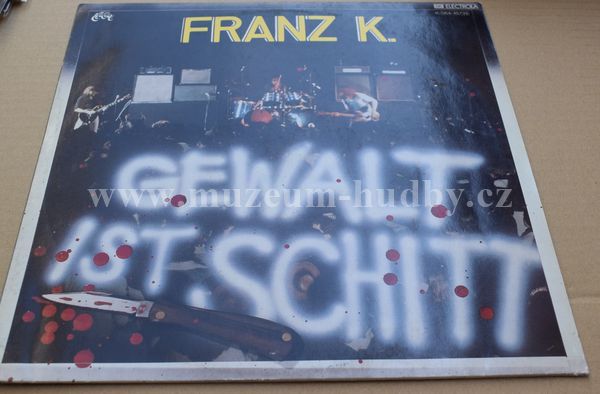 FRANZ K.
ELECTROLA
GEWALT
www.muzeum-hudby.cz
IST SCHITT